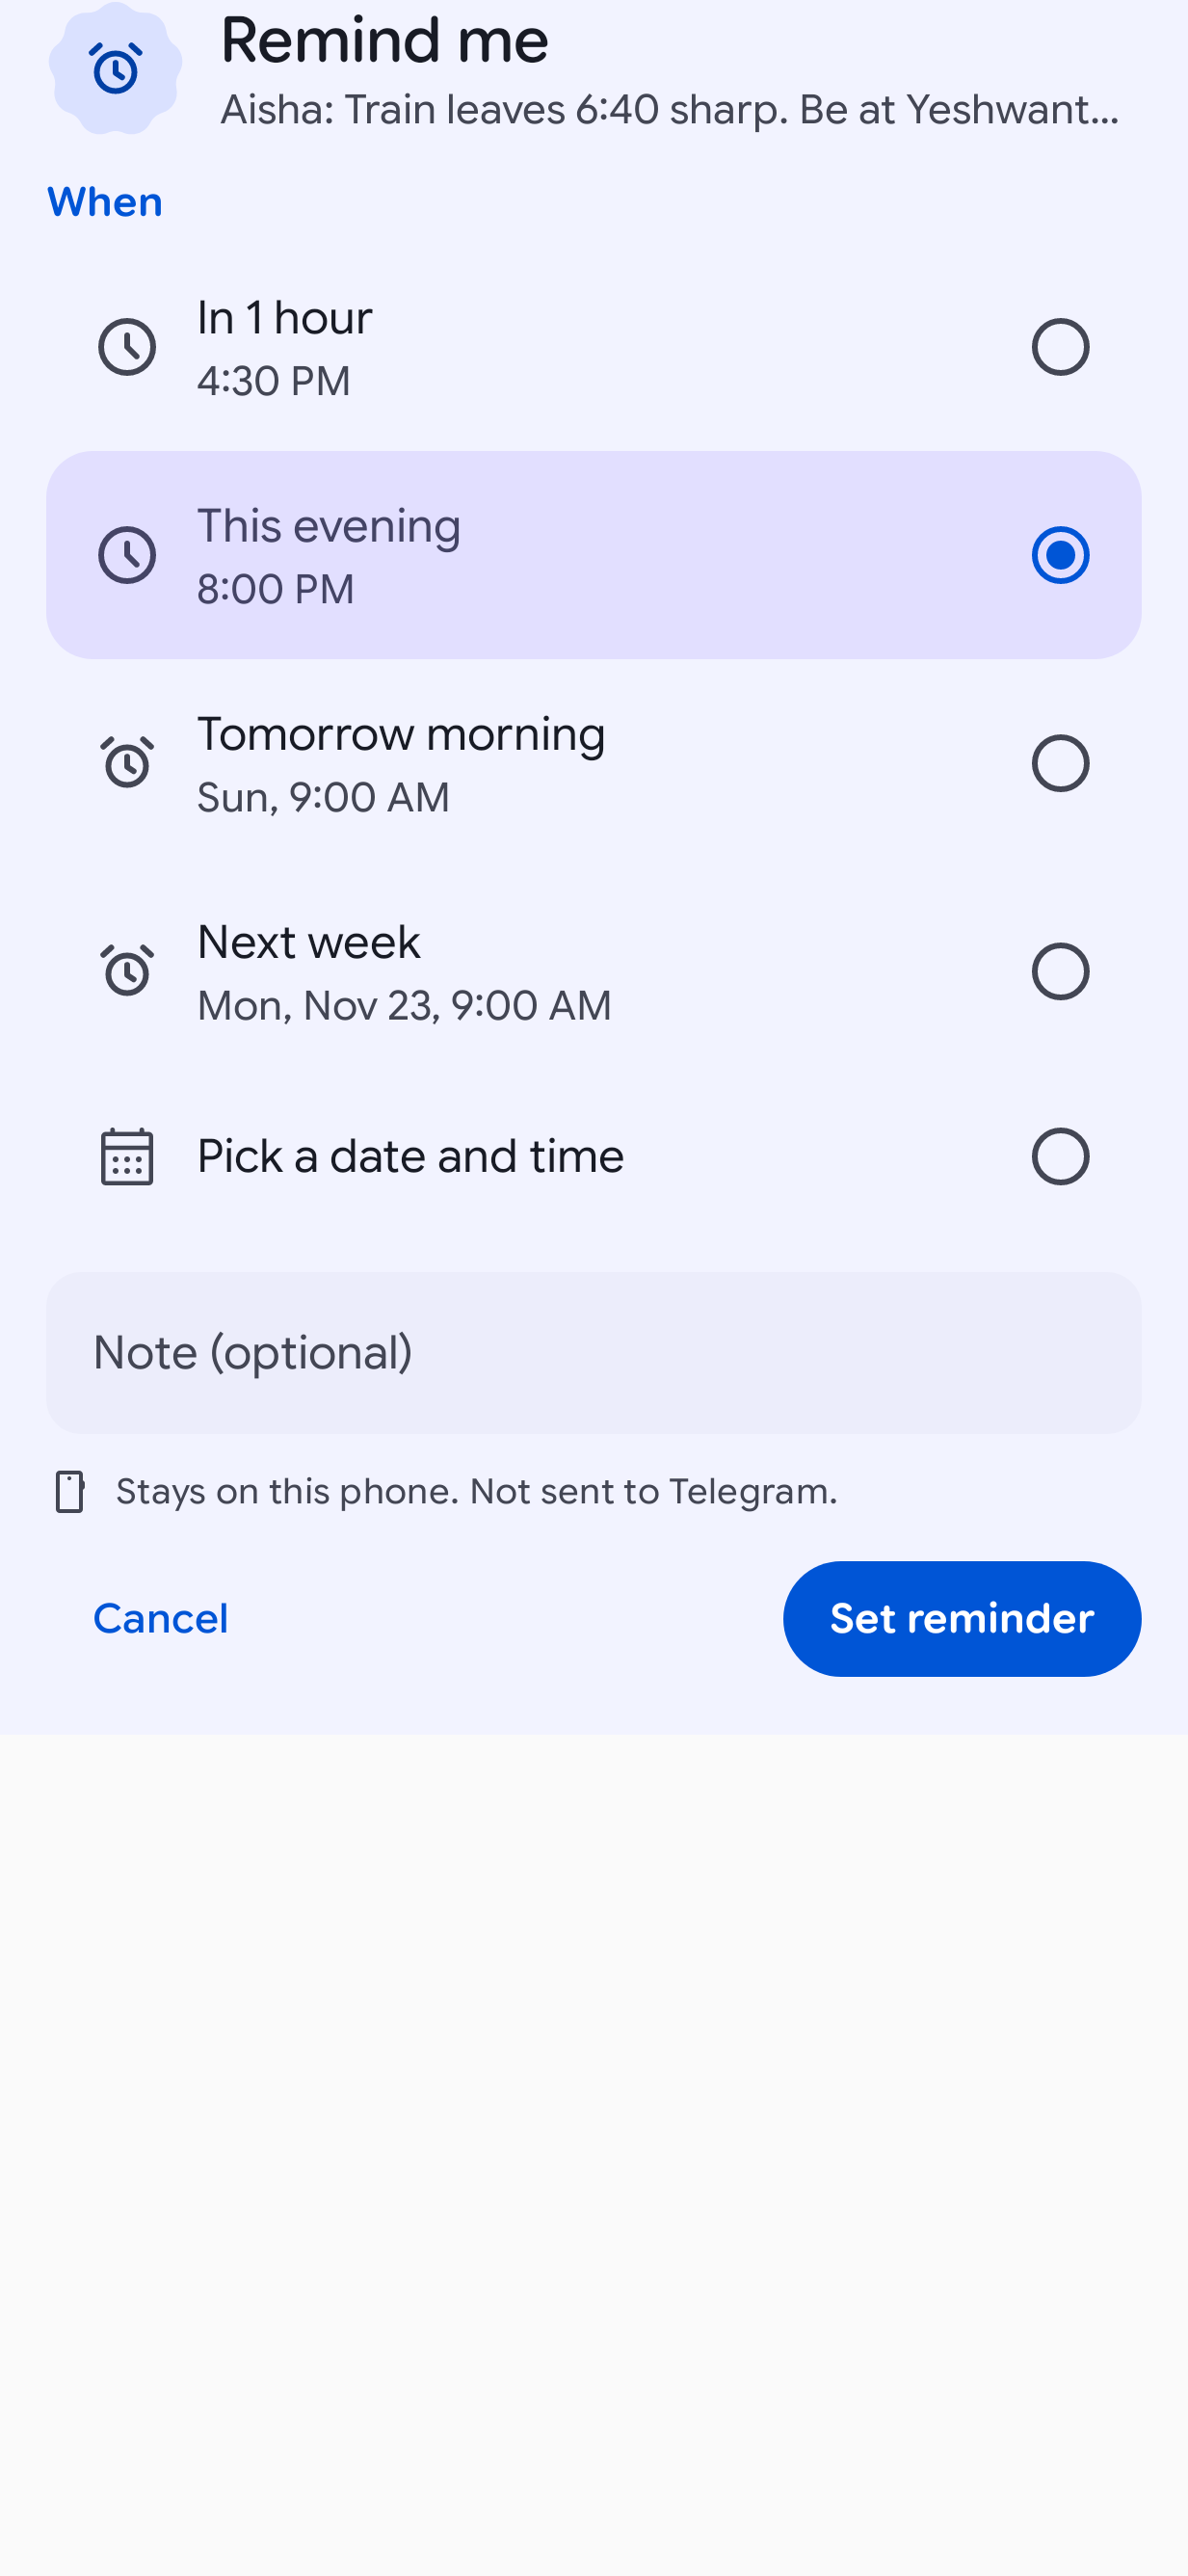 Remind me
Aisha: Train leaves 6:40 sharp. Be at Yeshwant...
When
In 1 hour
4:30 PM
This evening
8:00 PM
Tomorrow morning
Sun, 9:00 AM
Next week
Mon, Nov 23, 9:00 AM
Pick a date and time
Note (optional)
Stays on this phone. Not sent to Telegram.
Cancel
Set reminder